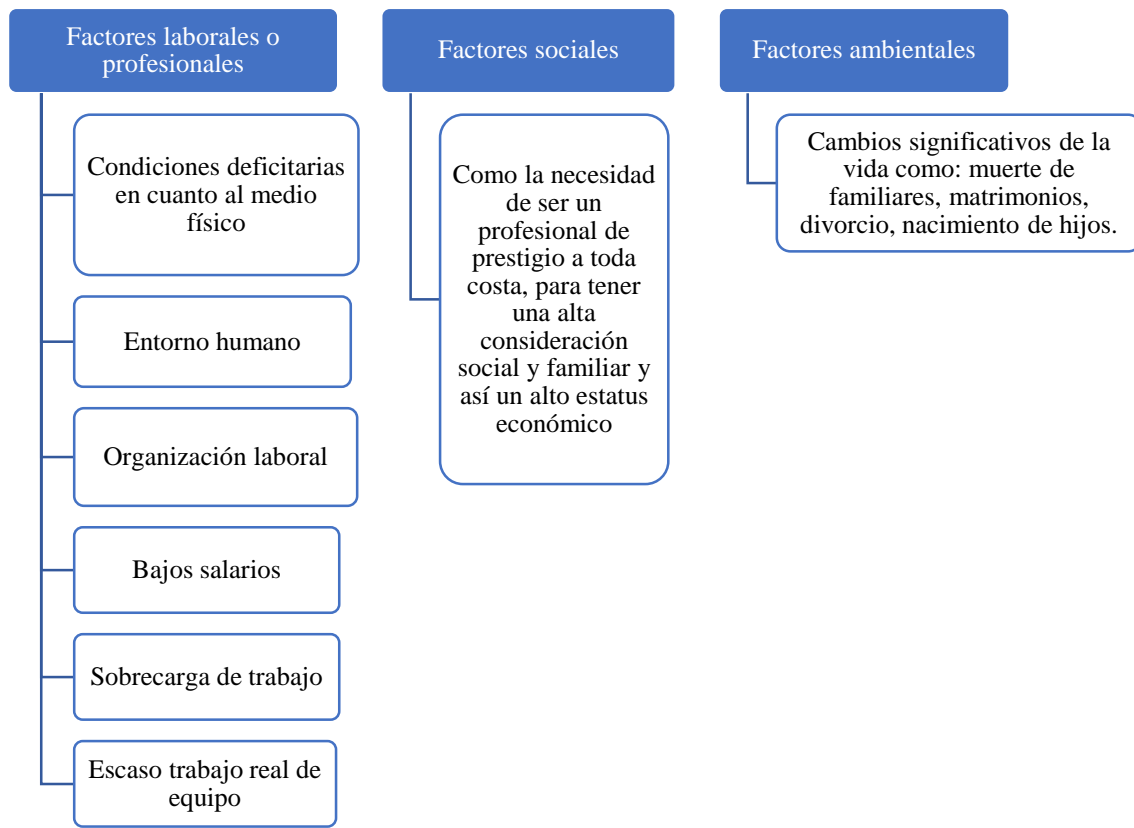 Factores laborales o
profesionales
Condiciones deficitarias
en cuanto al medio
físico
Entorno humano
Organización laboral
Bajos salarios
Sobrecarga de trabajo
Escaso trabajo real de
equipo
Factores sociales
Como la necesidad
de ser un
profesional de
prestigio a toda
costa, para tener
una alta
consideración
social y familiar y
así un alto estatus
económico
Factores ambientales
Cambios significativos de la
vida como: muerte de
familiares, matrimonios,
divorcio, nacimiento de hijos.